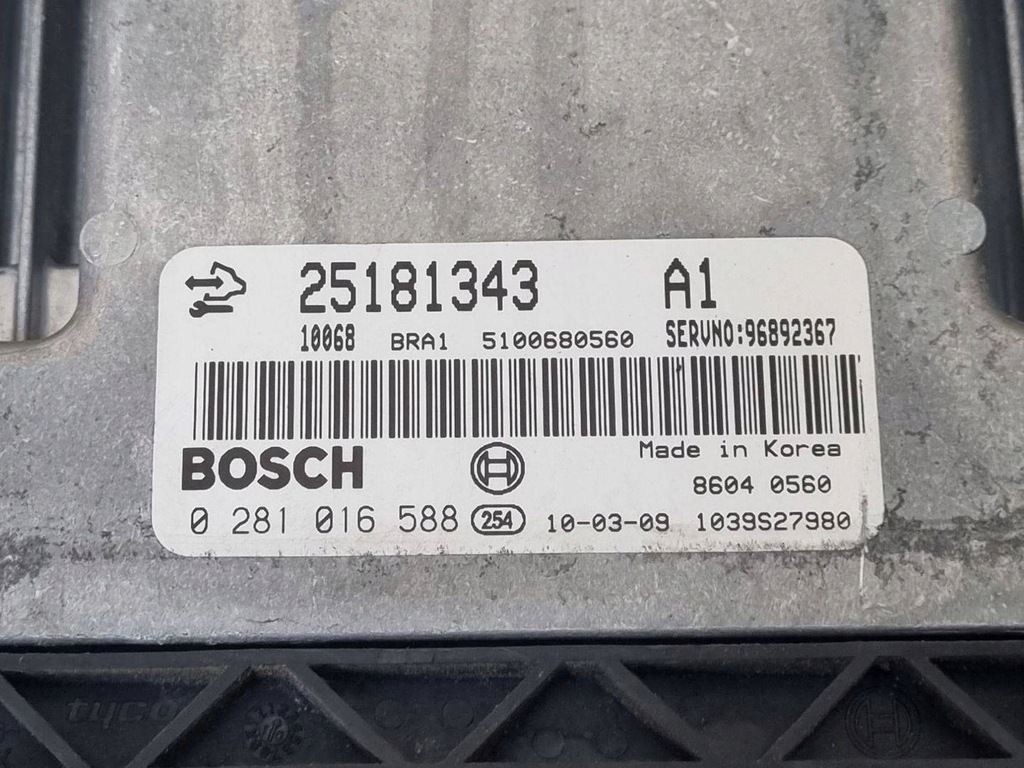 25181343 A1
10068 BRA1 5100680560 SERVNO:96892367
BOSCH Made in Korea
8604 0560
0 281 016 588 254 10-03-09 1039S27980
tyco